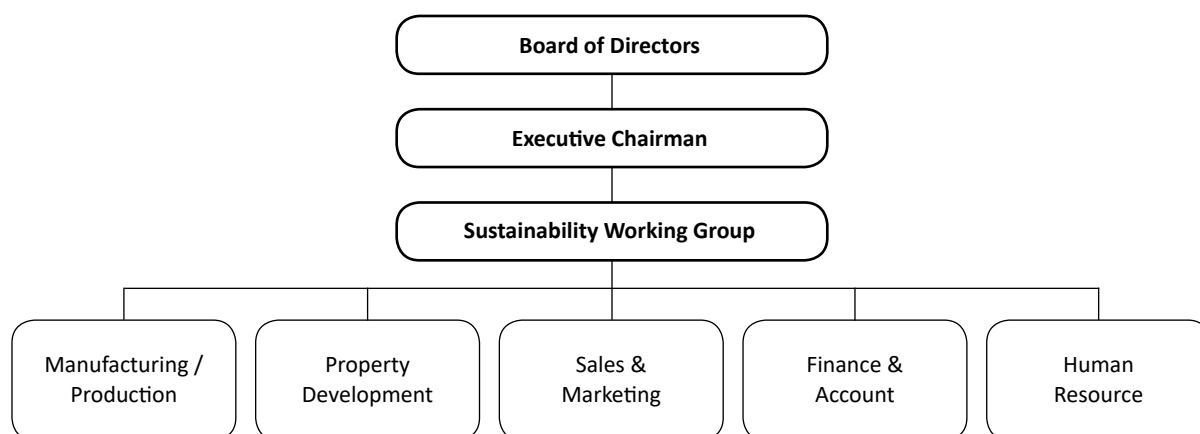 Board of Directors
Executive Chairman
Sustainability Working Group
Manufacturing /
Production
Property
Development
Sales &
Marketing
Finance &
Account
Human
Resource